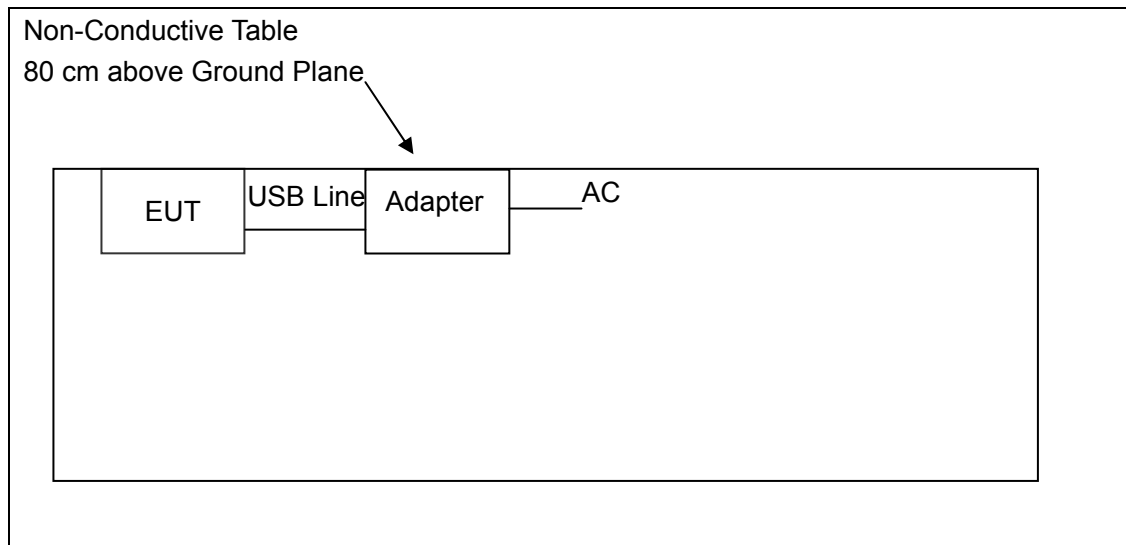 Non-Conductive Table
80 cm above Ground Plane
EUT
USB Line
Adapter
AC